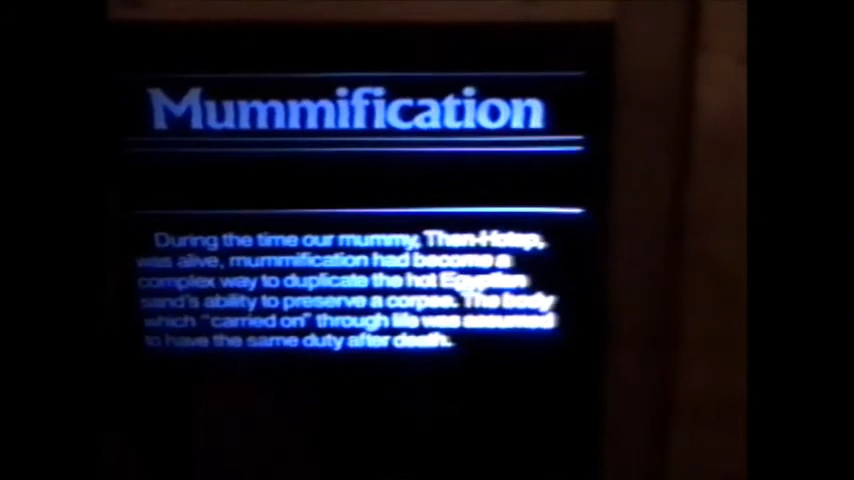 Mummification
During the time our mummy, Then-Hotep,
was alive, mummification had become a
complex way to duplicate the hot Egyptian
sand's ability to preserve a corpse. The body
which "carried on" through life was assumed
to have the same duty after death.